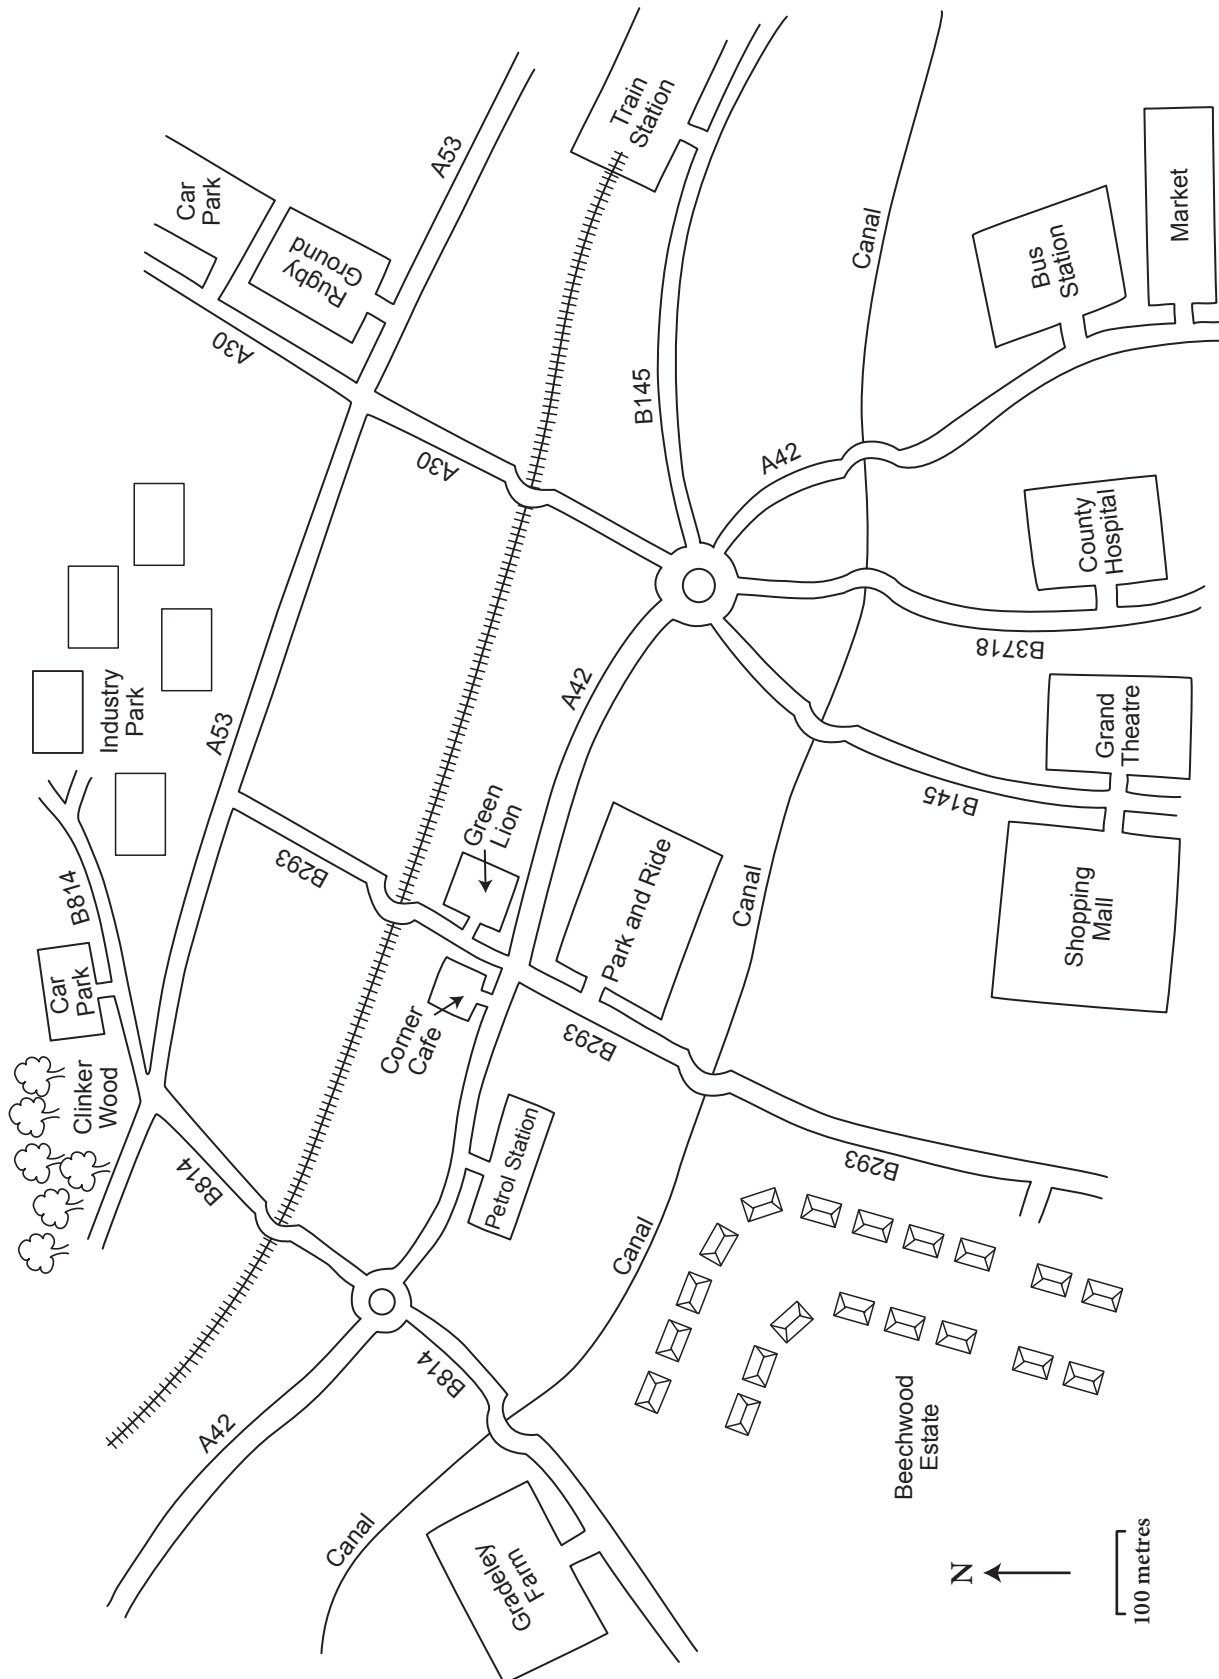 Car
Park
Clinker
Wood
B814
Industry
Park
Car
Park
B814
A42
A53
A30
B293
Rugby
Ground
Canal
Corner
Cafe
A30
B814
A53
Green
Lion
Gradeley
Farm
Petrol Station
A42
B293
Park and Ride
Train
Station
Canal
B145
Canal
A42
Canal
B293
Beechwood
Estate
B145
N
B3718
Bus
Station
Shopping
Mall
County
Hospital
Grand
Theatre
100 metres
Market